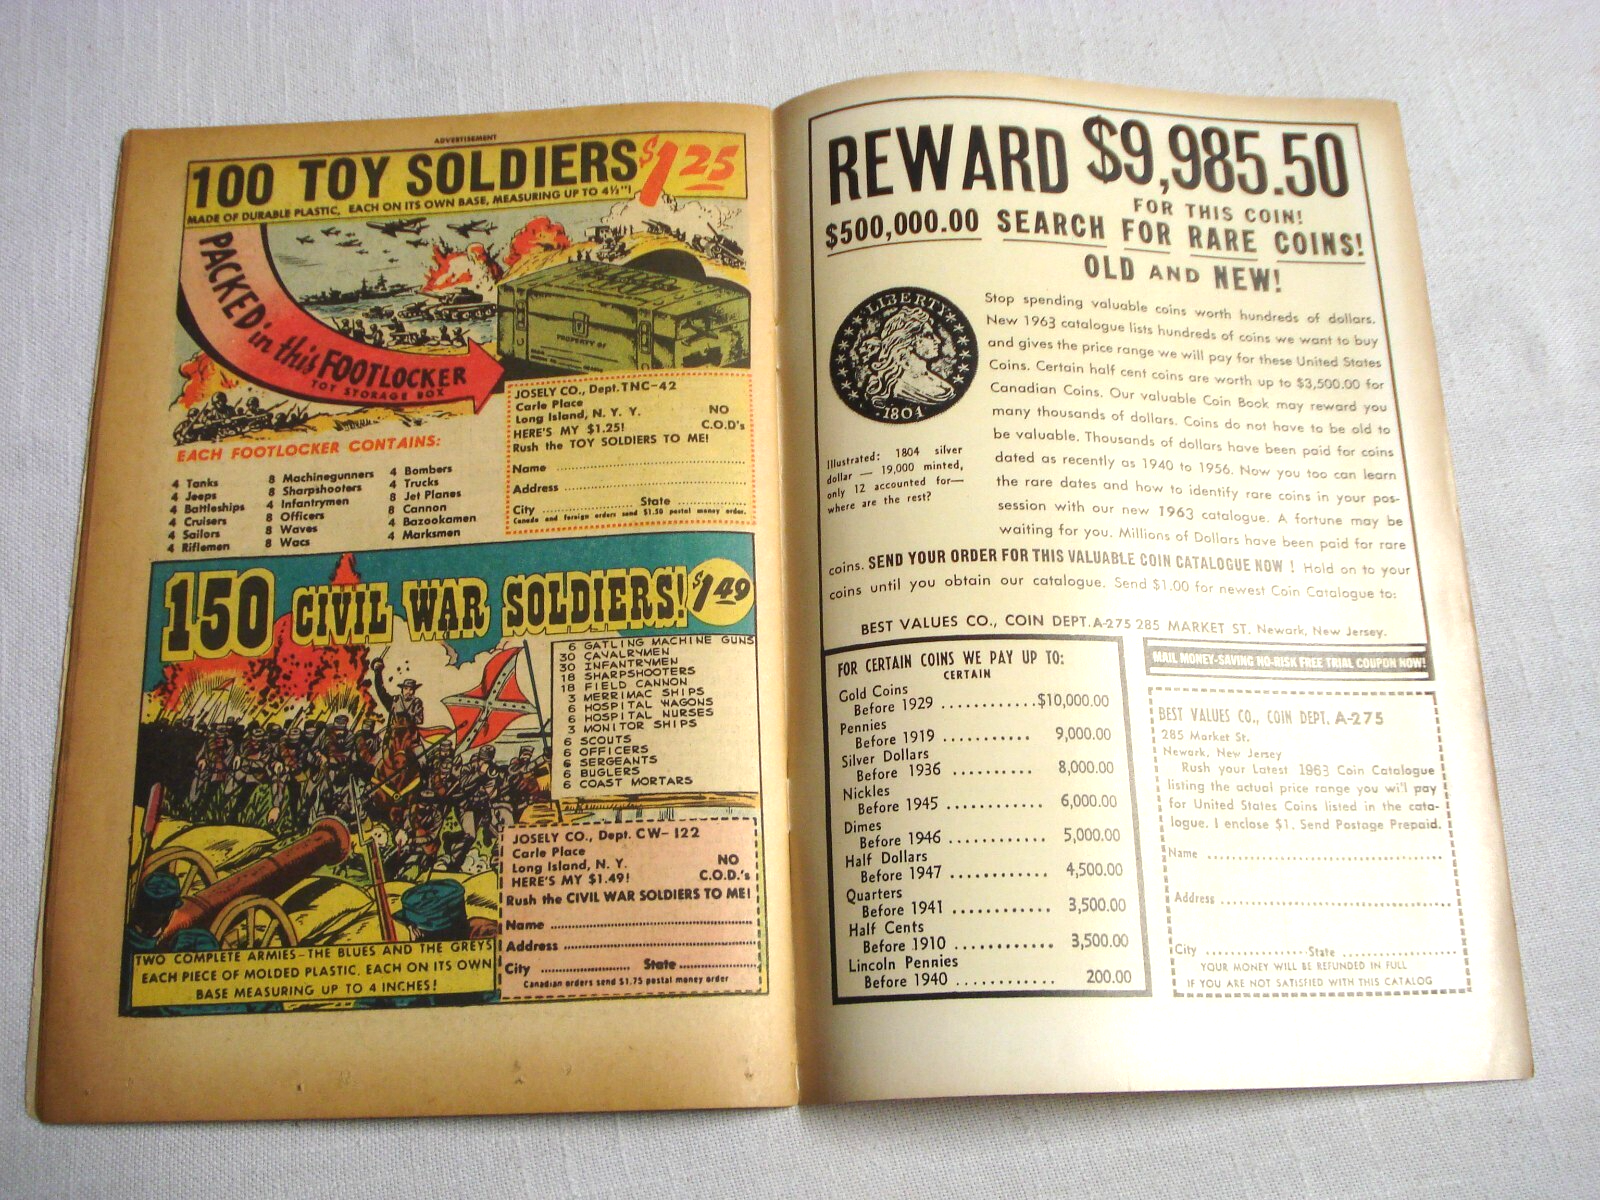 ADVERTISEMENT
100 TOY SOLDIERS $1.25
MADE OF DURABLE PLASTIC, EACH ON ITS OWN BASE, MEASURING UP TO 4½"!
PACKED in this FOOTLOCKER
TOY STORAGE BOX
PROPERTY OF
EACH FOOTLOCKER CONTAINS:
4 Tanks
4 Jeeps
4 Battleships
4 Cruisers
4 Sailors
4 Riflemen
8 Machinegunners
8 Sharpshooters
4 Infantrymen
8 Officers
8 Waves
8 Wacs
4 Bombers
4 Trucks
8 Jet Planes
8 Cannon
4 Bazookamen
4 Marksmen
JOSELY CO., Dept. TNC-42
Carle Place
Long Island, N. Y. Y. NO
HERE'S MY $1.25! C.O.D's
Rush the TOY SOLDIERS TO ME!
Name
Address
City State
Canada and foreign orders send $1.50 postal money order.
150 CIVIL WAR SOLDIERS! $1.49
6 GATLING MACHINE GUNS
30 CAVALRYMEN
30 INFANTRYMEN
18 SHARPSHOOTERS
18 FIELD CANNON
3 MERRIMAC SHIPS
6 HOSPITAL WAGONS
6 HOSPITAL NURSES
3 MONITOR SHIPS
6 SCOUTS
6 OFFICERS
6 SERGEANTS
6 BUGLERS
6 COAST MORTARS
JOSELY CO., Dept. CW-122
Carle Place
Long Island, N. Y. NO
HERE'S MY $1.49! C.O.D.'s
Rush the CIVIL WAR SOLDIERS TO ME!
Name
Address
City State
Canadian orders send $1.75 postal money order
TWO COMPLETE ARMIES-THE BLUES AND THE GREYS
EACH PIECE OF MOLDED PLASTIC, EACH ON ITS OWN
BASE MEASURING UP TO 4 INCHES!
REWARD $9,985.50
FOR THIS COIN!
$500,000.00 SEARCH FOR RARE COINS!
OLD AND NEW!
LIBERTY
1804
Illustrated: 1804 silver
dollar — 19,000 minted,
only 12 accounted for—
where are the rest?
Stop spending valuable coins worth hundreds of dollars.
New 1963 catalogue lists hundreds of coins we want to buy
and gives the price range we will pay for these United States
Coins. Certain half cent coins are worth up to $3,500.00 for
Canadian Coins. Our valuable Coin Book may reward you
many thousands of dollars. Coins do not have to be old to
be valuable. Thousands of dollars have been paid for coins
dated as recently as 1940 to 1956. Now you too can learn
the rare dates and how to identify rare coins in your pos-
session with our new 1963 catalogue. A fortune may be
waiting for you. Millions of Dollars have been paid for rare
coins. SEND YOUR ORDER FOR THIS VALUABLE COIN CATALOGUE NOW ! Hold on to your
coins until you obtain our catalogue. Send $1.00 for newest Coin Catalogue to:
BEST VALUES CO., COIN DEPT. A-275 285 MARKET ST, Newark, New Jersey.
FOR CERTAIN COINS WE PAY UP TO:
CERTAIN
Gold Coins
Before 1929 ............ $10,000.00
Pennies
Before 1919 ............ 9,000.00
Silver Dollars
Before 1936 .......... 8,000.00
Nickles
Before 1945 ............ 6,000.00
Dimes
Before 1946 ............ 5,000.00
Half Dollars
Before 1947 ............ 4,500.00
Quarters
Before 1941 ............ 3,500.00
Half Cents
Before 1910 ............ 3,500.00
Lincoln Pennies
Before 1940 ............ 200.00
MAIL MONEY-SAVING NO-RISK FREE TRIAL COUPON NOW!
BEST VALUES CO., COIN DEPT. A-275
285 Market St.
Newark, New Jersey
Rush your Latest 1963 Coin Catalogue
listing the actual price range you will pay
for United States Coins listed in the cata-
logue. I enclose $1. Send Postage Prepaid.
Name
Address
City State
YOUR MONEY WILL BE REFUNDED IN FULL
IF YOU ARE NOT SATISFIED WITH THIS CATALOG